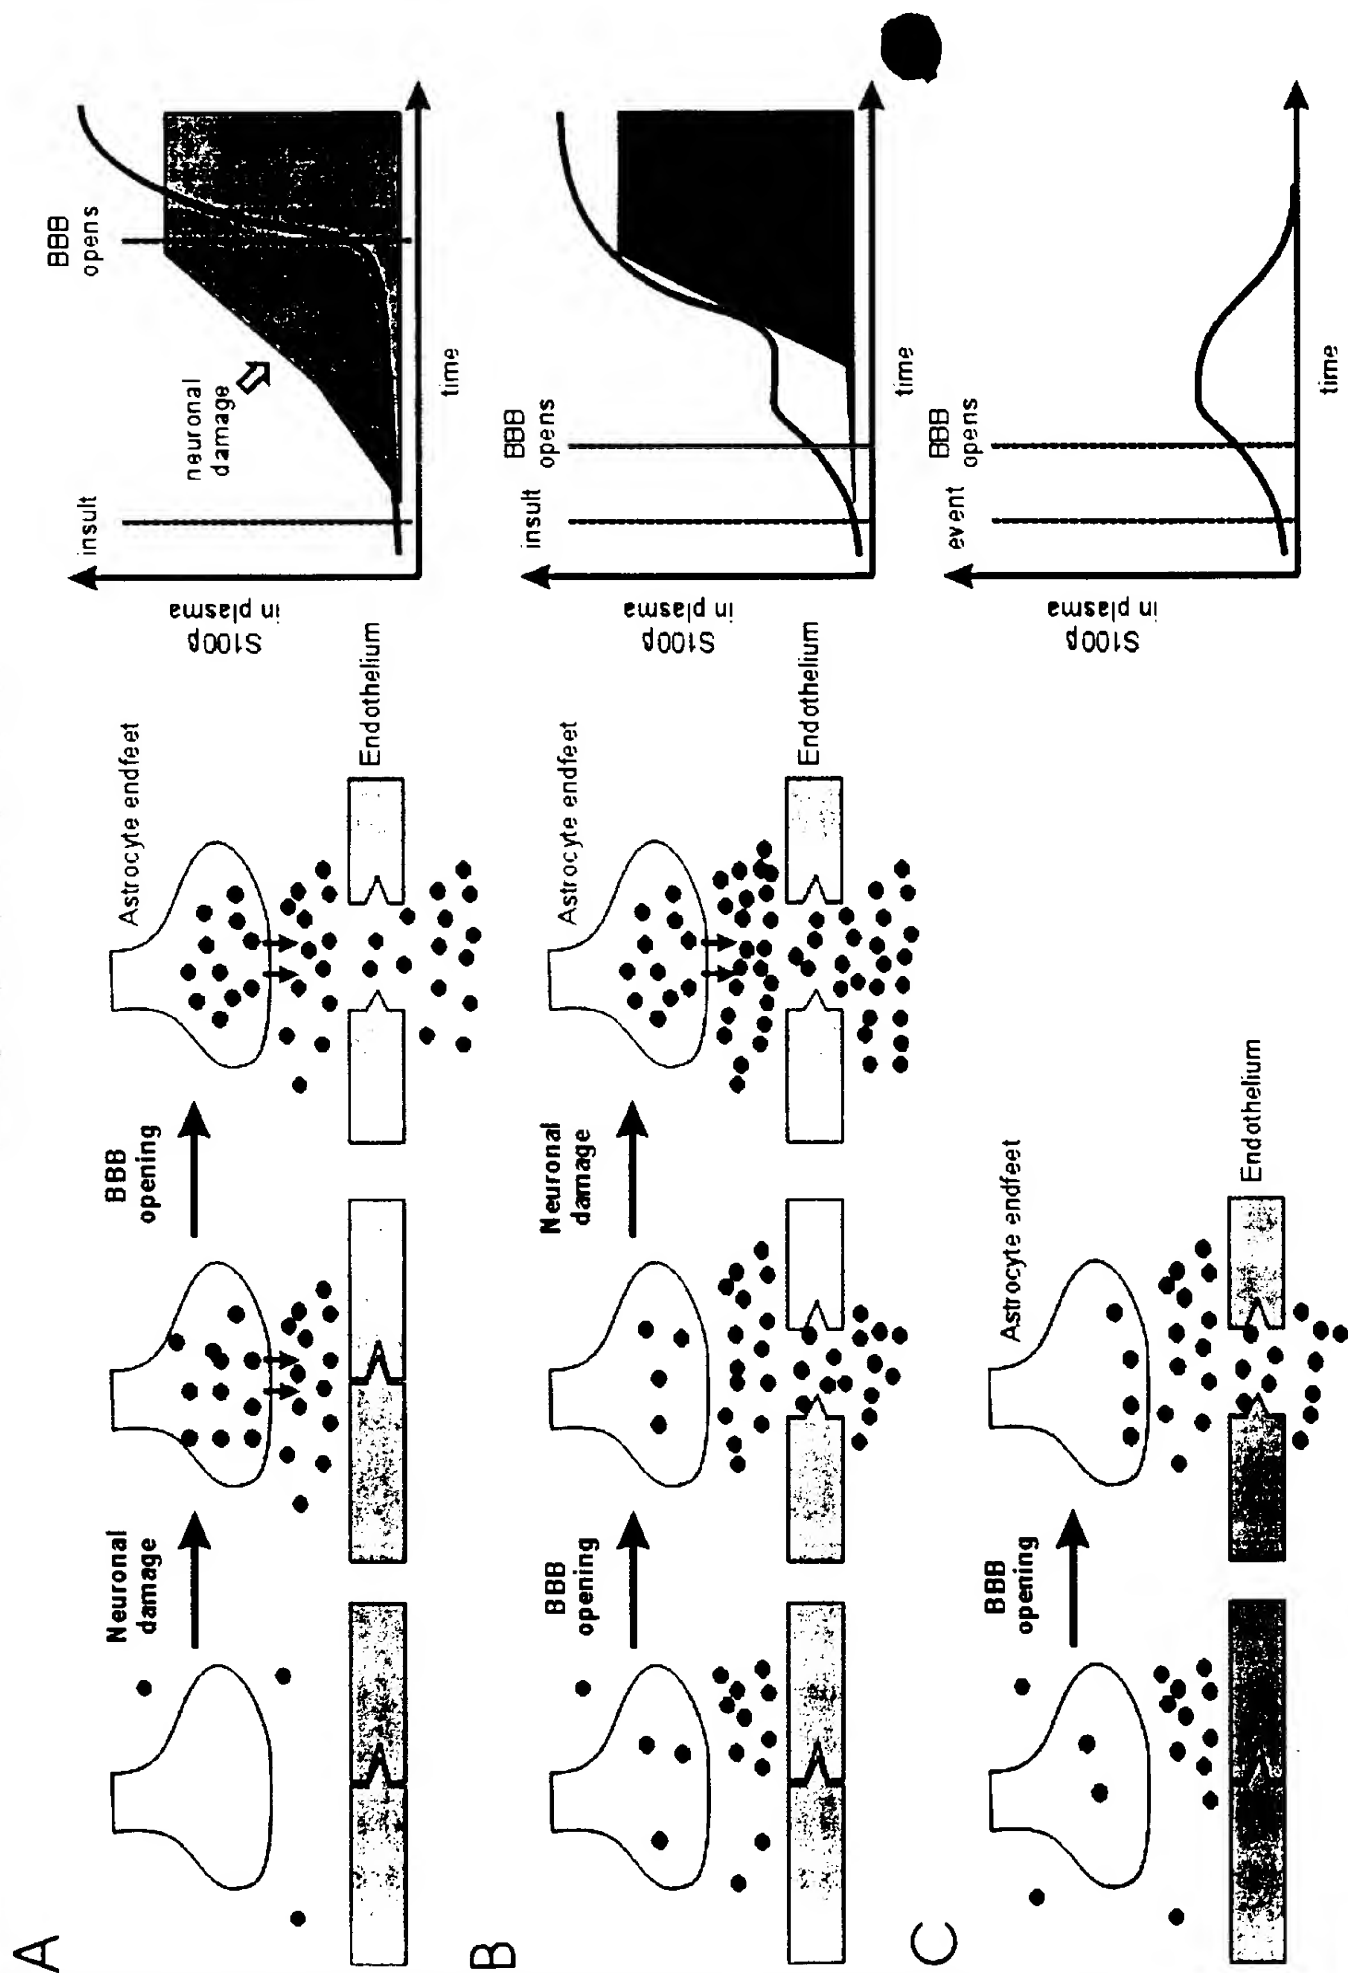 A
Neuronal
damage
BBB
opening
Astrocyte endfeet
Endothelium
S100β
in plasma
insult
BBB
opens
neuronal
damage
time
B
BBB
opening
Neuronal
damage
Astrocyte endfeet
Endothelium
S100β
in plasma
insult
BBB
opens
time
C
BBB
opening
Astrocyte endfeet
Endothelium
S100β
in plasma
event
BBB
opens
time